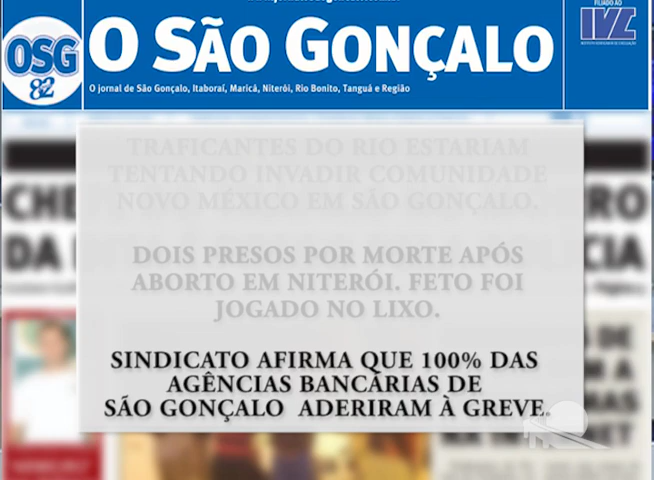 FILIADO AO
IVC
OSG
82
O SÃO GONÇALO
O jornal de São Gonçalo, Itaboraí, Maricá, Niterói, Rio Bonito, Tanguá e Região
TRAFICANTES DO RIO ESTARIAM
TENTANDO INVADIR COMUNIDADE
NOVO MÉXICO EM SÃO GONÇALO.
DOIS PRESOS POR MORTE APÓS
ABORTO EM NITERÓI. FETO FOI
JOGADO NO LIXO.
SINDICATO AFIRMA QUE 100% DAS
AGÊNCIAS BANCÁRIAS DE
SÃO GONÇALO ADERIRAM À GREVE.